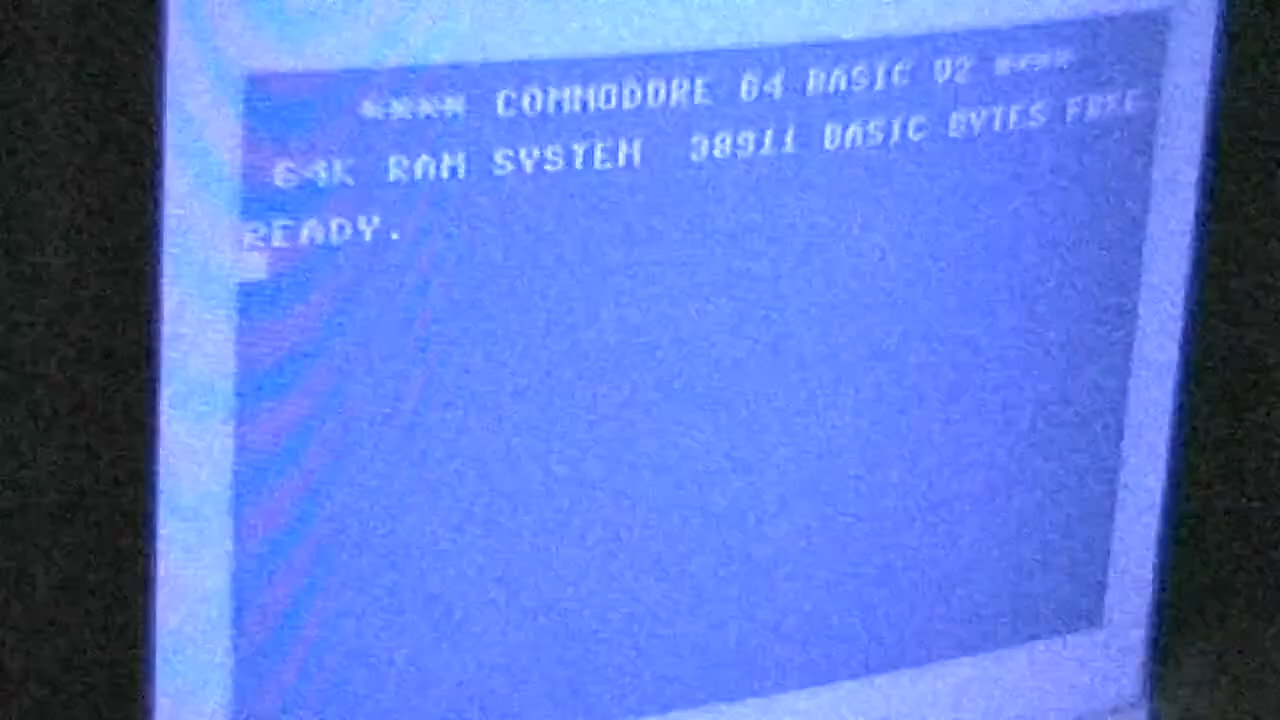 **** COMMODORE 64 BASIC V2 ****
64K RAM SYSTEM 38911 BASIC BYTES FREE
READY.